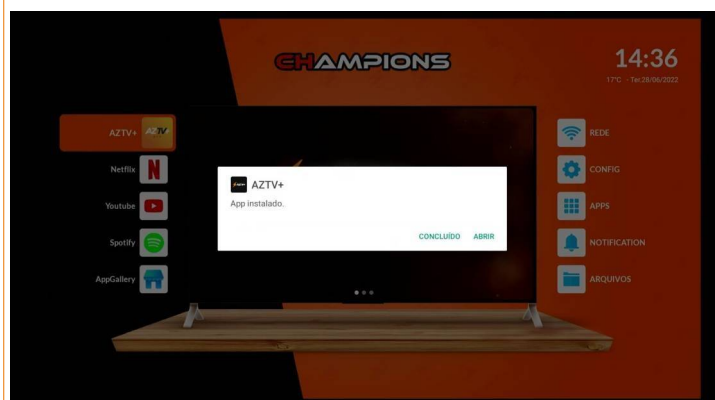 CHAMPIONS
14:36
17°C - Ter.28/06/2022
AZTV+
AZTV+
Netflix
Youtube
Spotify
AppGallery
AZTV+
App instalado.
CONCLUÍDO ABRIR
REDE
CONFIG
APPS
NOTIFICATION
ARQUIVOS